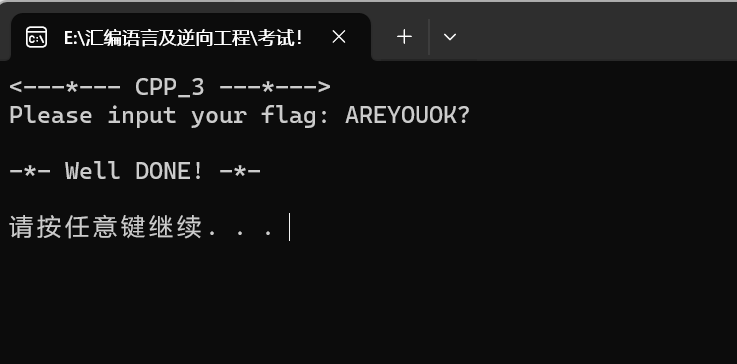 E:\汇编语言及逆向工程\考试!
<---*--- CPP_3 ---*--->
Please input your flag: AREYOUOK?
-*- Well DONE! -*-
请按任意键继续. . .